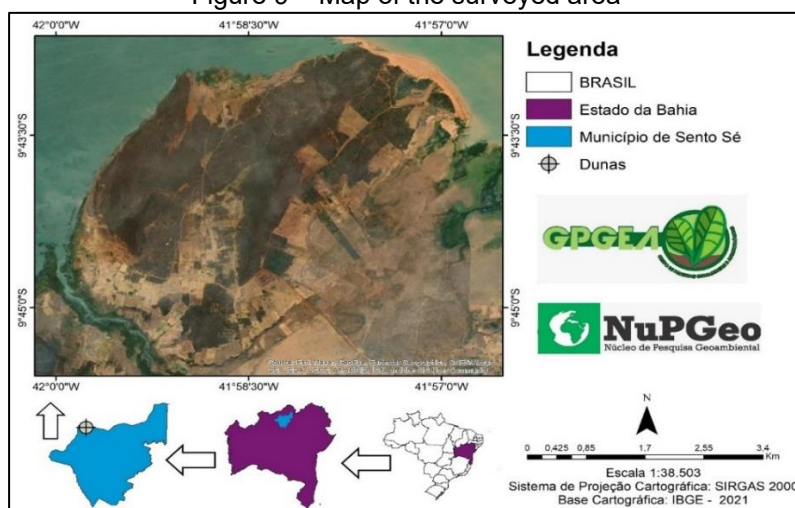 Figure 9 – Map of the surveyed area
42°0'0"W 41°58'30"W 41°57'0"W
9°43'30"S 9°43'30"S
9°45'0"S 9°45'0"S
42°0'0"W 41°58'30"W 41°57'0"W
Legenda
BRASIL
Estado da Bahia
Município de Sento Sé
Dunas
GPGEA
NuPGeo
Núcleo de Pesquisa Geoambiental
N
0 0,425 0,85 1,7 2,55 3,4
Km
Escala 1:38.503
Sistema de Projeção Cartográfica: SIRGAS 2000
Base Cartográfica: IBGE - 2021